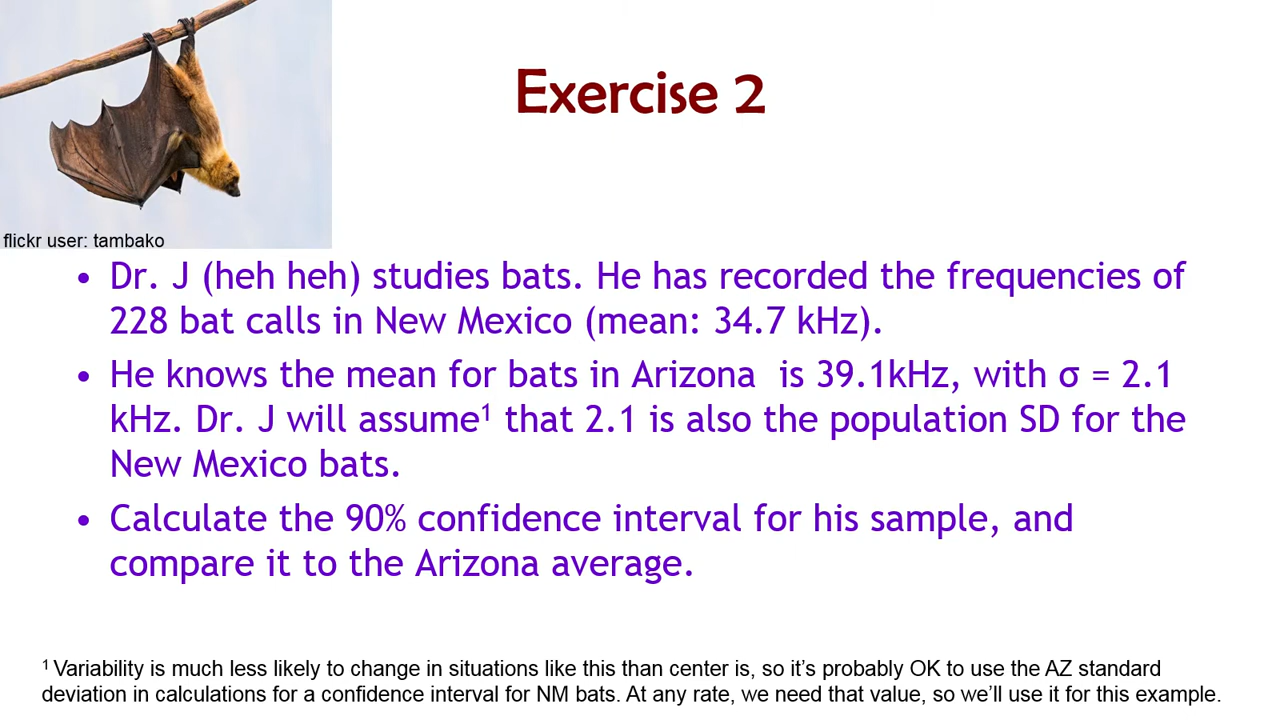 Exercise 2
flickr user: tambako
• Dr. J (heh heh) studies bats. He has recorded the frequencies of
228 bat calls in New Mexico (mean: 34.7 kHz).
• He knows the mean for bats in Arizona  is 39.1kHz, with σ = 2.1
kHz. Dr. J will assume¹ that 2.1 is also the population SD for the
New Mexico bats.
• Calculate the 90% confidence interval for his sample, and
compare it to the Arizona average.
¹ Variability is much less likely to change in situations like this than center is, so it’s probably OK to use the AZ standard
deviation in calculations for a confidence interval for NM bats. At any rate, we need that value, so we’ll use it for this example.